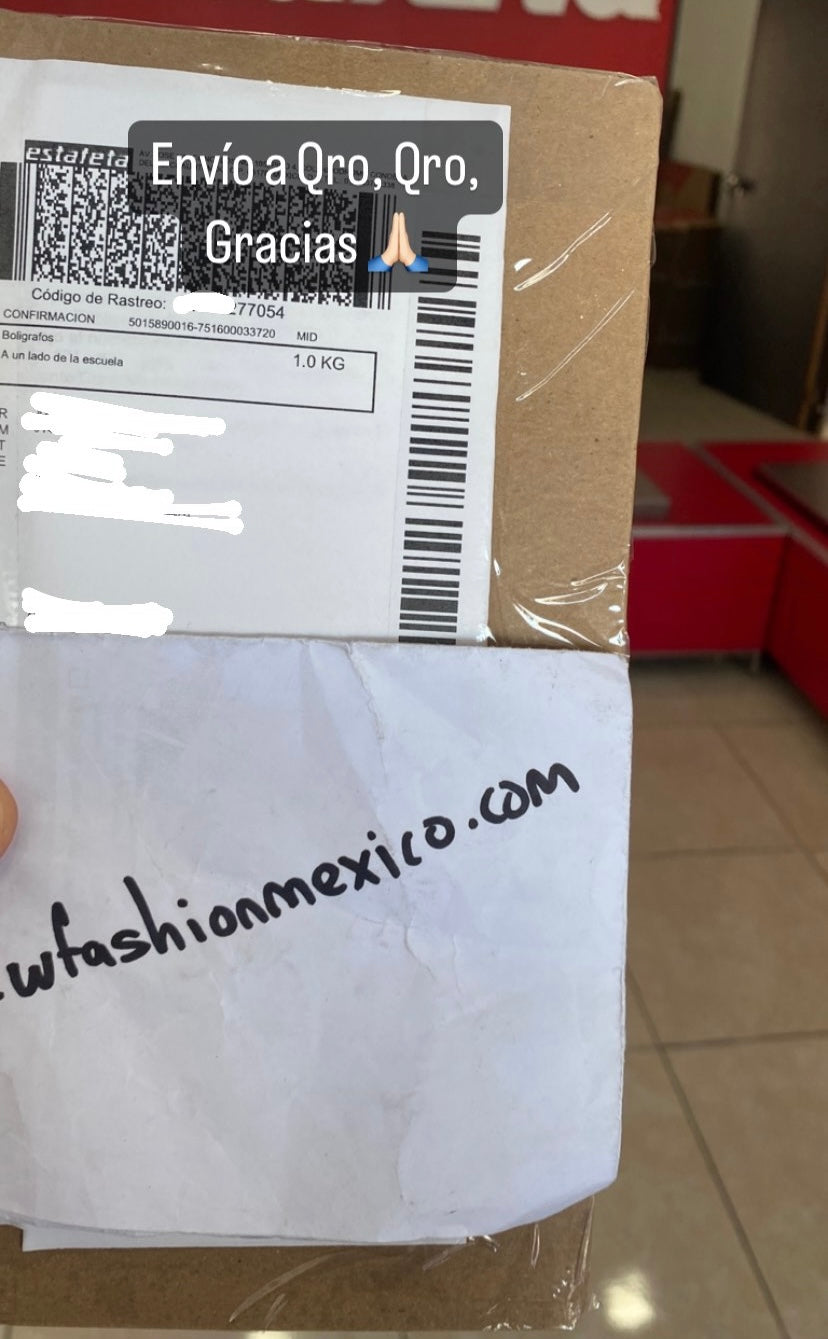 estafeta
Envío a Qro, Qro,
Gracias 🙏🏻
Código de Rastreo: 277054
CONFIRMACION 5015890016-751600033720 MID
Boligrafos
A un lado de la escuela 1.0 KG
R
M
T
E
wfashionmexico.com